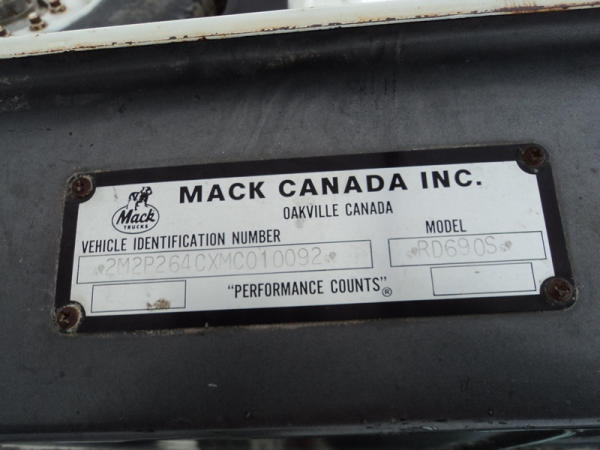 MACK CANADA INC.
Mack
TRUCKS
OAKVILLE CANADA
VEHICLE IDENTIFICATION NUMBER
MODEL
*2M2P264CXMC010092*
*RD690S*
"PERFORMANCE COUNTS"®